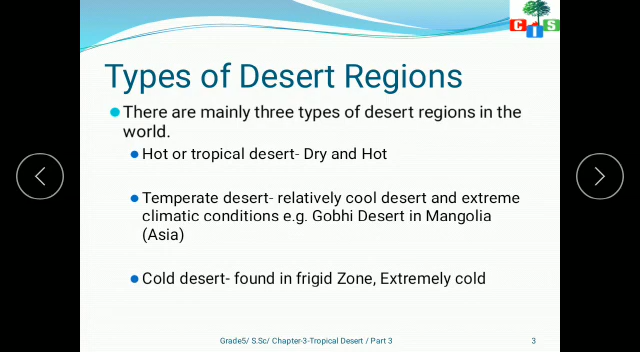 C I S
Types of Desert Regions
There are mainly three types of desert regions in the
world.
Hot or tropical desert- Dry and Hot
Temperate desert- relatively cool desert and extreme
climatic conditions e.g. Gobhi Desert in Mangolia
(Asia)
Cold desert- found in frigid Zone, Extremely cold
Grade5/ S.Sc/ Chapter-3-Tropical Desert / Part 3
3